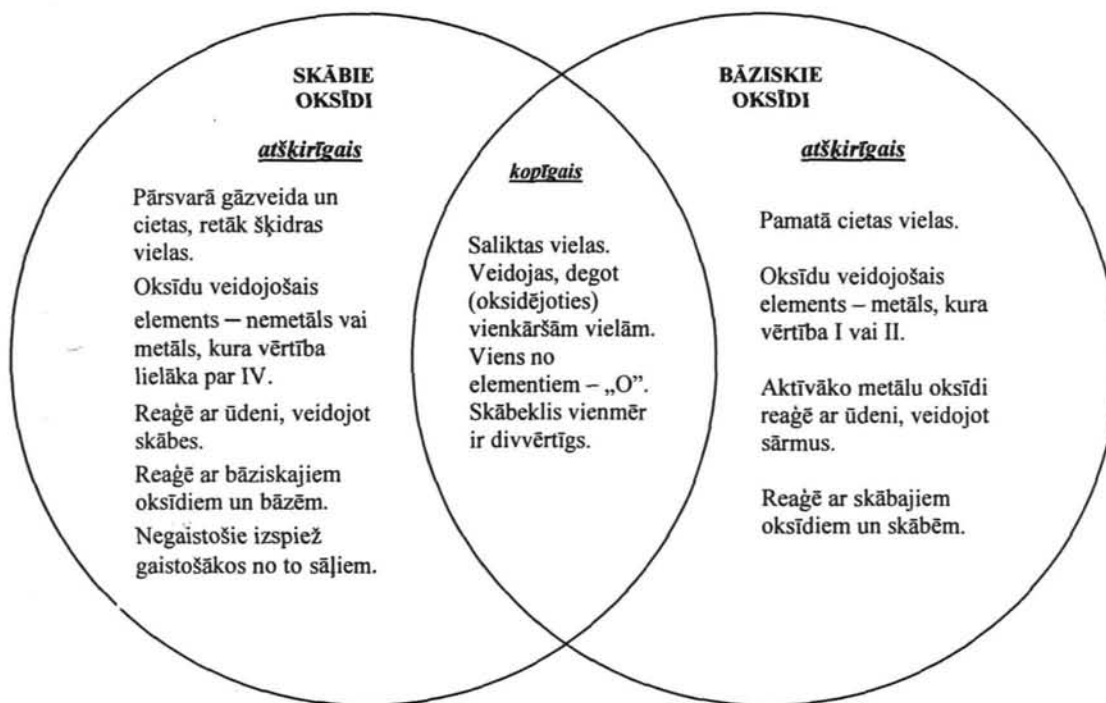 SKĀBIE
OKSĪDI
atšķirīgais
Pārsvarā gāzveida un
cietas, retāk šķidras
vielas.
Oksīdu veidojošais
elements – nemetāls vai
metāls, kura vērtība
lielāka par IV.
Reaģē ar ūdeni, veidojot
skābes.
Reaģē ar bāziskajiem
oksīdiem un bāzēm.
Negaistošie izspiež
gaistošākos no to sāļiem.
kopīgais
Saliktas vielas.
Veidojas, degot
(oksidējoties)
vienkāršām vielām.
Viens no
elementiem – „O”.
Skābeklis vienmēr
ir divvērtīgs.
BĀZISKIE
OKSĪDI
atšķirīgais
Pamatā cietas vielas.
Oksīdu veidojošais
elements – metāls, kura
vērtība I vai II.
Aktīvāko metālu oksīdi
reaģē ar ūdeni, veidojot
sārmus.
Reaģē ar skābajiem
oksīdiem un skābēm.